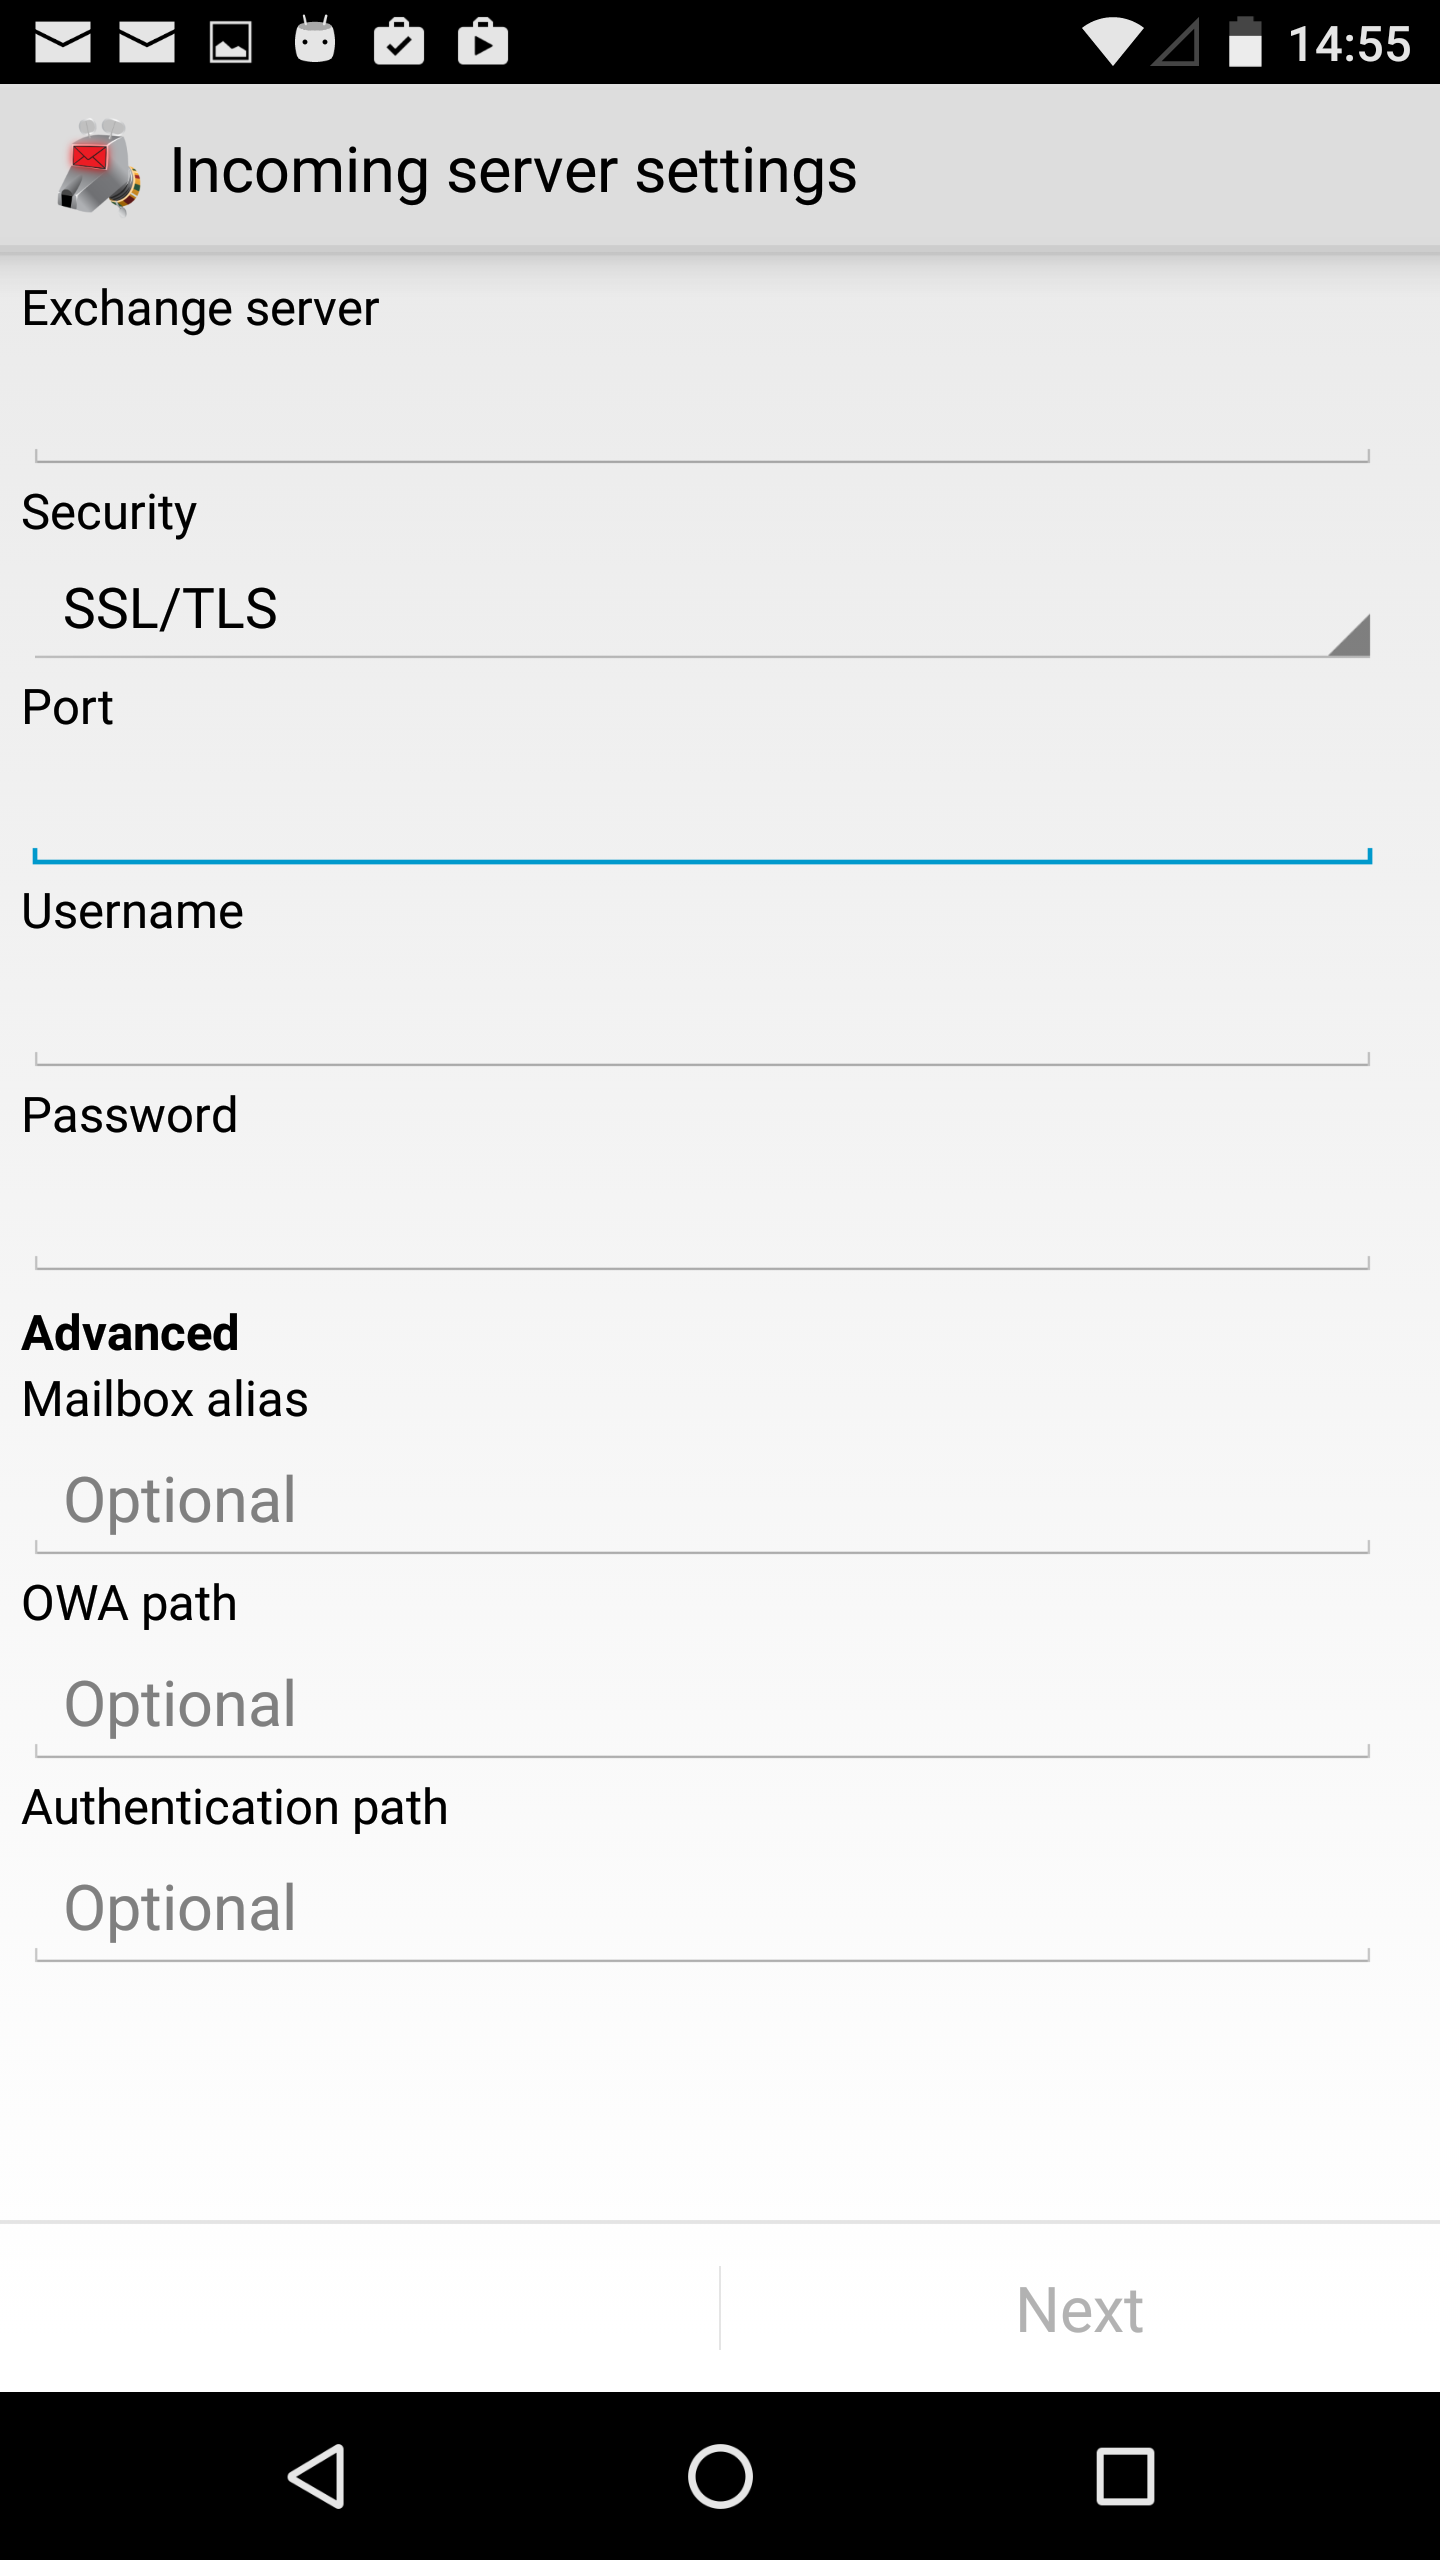 14:55
Incoming server settings
Exchange server
Security
SSL/TLS
Port
Username
Password
Advanced
Mailbox alias
Optional
OWA path
Optional
Authentication path
Optional
Next